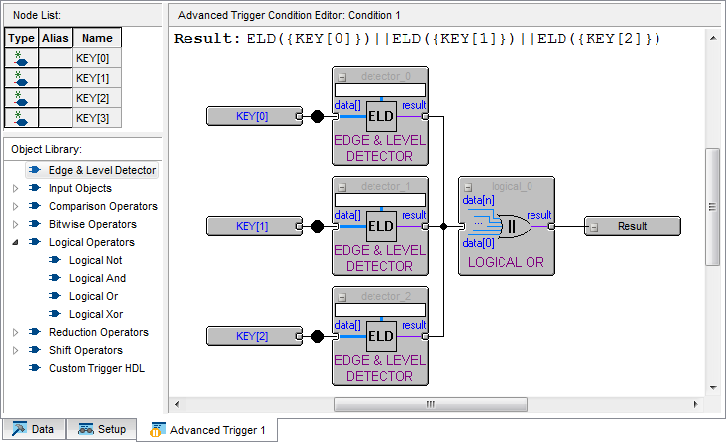 Node List:
Type Alias Name
KEY[0]
KEY[1]
KEY[2]
KEY[3]
Object Library:
Edge & Level Detector
Input Objects
Comparison Operators
Bitwise Operators
Logical Operators
Logical Not
Logical And
Logical Or
Logical Xor
Reduction Operators
Shift Operators
Custom Trigger HDL
Advanced Trigger Condition Editor: Condition 1
Result: ELD({KEY[0]})||ELD({KEY[1]})||ELD({KEY[2]})
detector_0
KEY[0]
data[] ELD result
EDGE & LEVEL
DETECTOR
detector_1
KEY[1]
data[] ELD result
EDGE & LEVEL
DETECTOR
detector_2
KEY[2]
data[] ELD result
EDGE & LEVEL
DETECTOR
logical_0
data[n]
... || result
data[0]
LOGICAL OR
Result
Data Setup Advanced Trigger 1